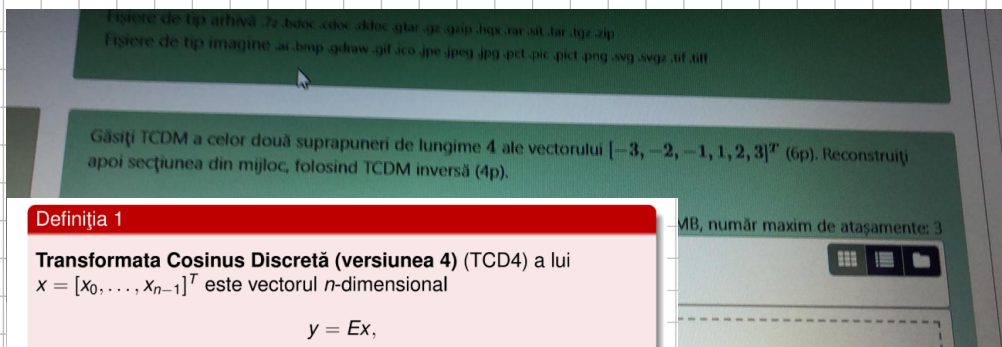 Fișiere de tip arhivă .7z .bdoc .cdoc .ddoc .gtar .gz .gzip .hqx .rar .sit .tar .tgz .zip
Fișiere de tip imagine .ai .bmp .gdraw .gif .ico .jpe .jpeg .jpg .pct .pic .pict .png .svg .svgz .tif .tiff
Găsiți TCDM a celor două suprapuneri de lungime 4 ale vectorului [−3, −2, −1, 1, 2, 3]ᵀ (6p). Reconstruiți
apoi secțiunea din mijloc, folosind TCDM inversă (4p).
MB, număr maxim de atașamente: 3
Definiţia 1
Transformata Cosinus Discretă (versiunea 4) (TCD4) a lui
x = [x₀, . . . , xₙ₋₁]ᵀ este vectorul n-dimensional
y = Ex,